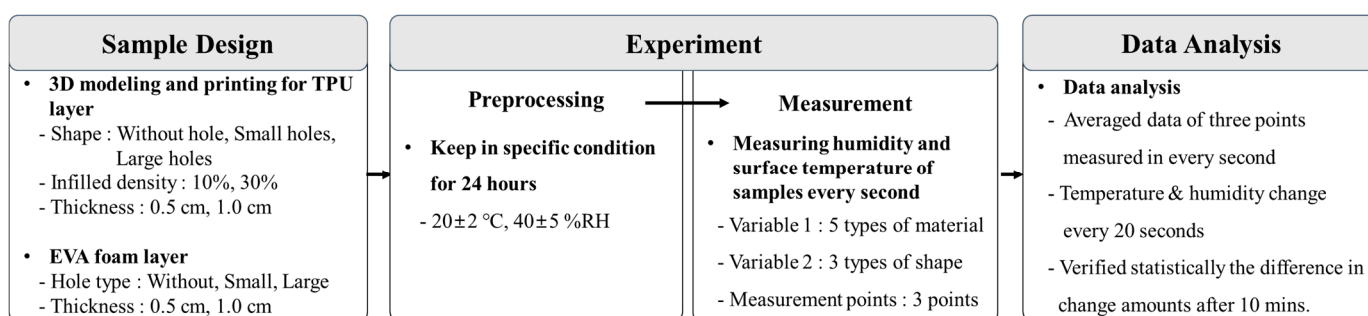 Sample Design
• 3D modeling and printing for TPU
layer
- Shape : Without hole, Small holes,
Large holes
- Infilled density : 10%, 30%
- Thickness : 0.5 cm, 1.0 cm
• EVA foam layer
- Hole type : Without, Small, Large
- Thickness : 0.5 cm, 1.0 cm
Experiment
Preprocessing
• Keep in specific condition
for 24 hours
- 20±2 ℃, 40±5 %RH
Measurement
• Measuring humidity and
surface temperature of
samples every second
- Variable 1 : 5 types of material
- Variable 2 : 3 types of shape
- Measurement points : 3 points
Data Analysis
• Data analysis
- Averaged data of three points
measured in every second
- Temperature & humidity change
every 20 seconds
- Verified statistically the difference in
change amounts after 10 mins.